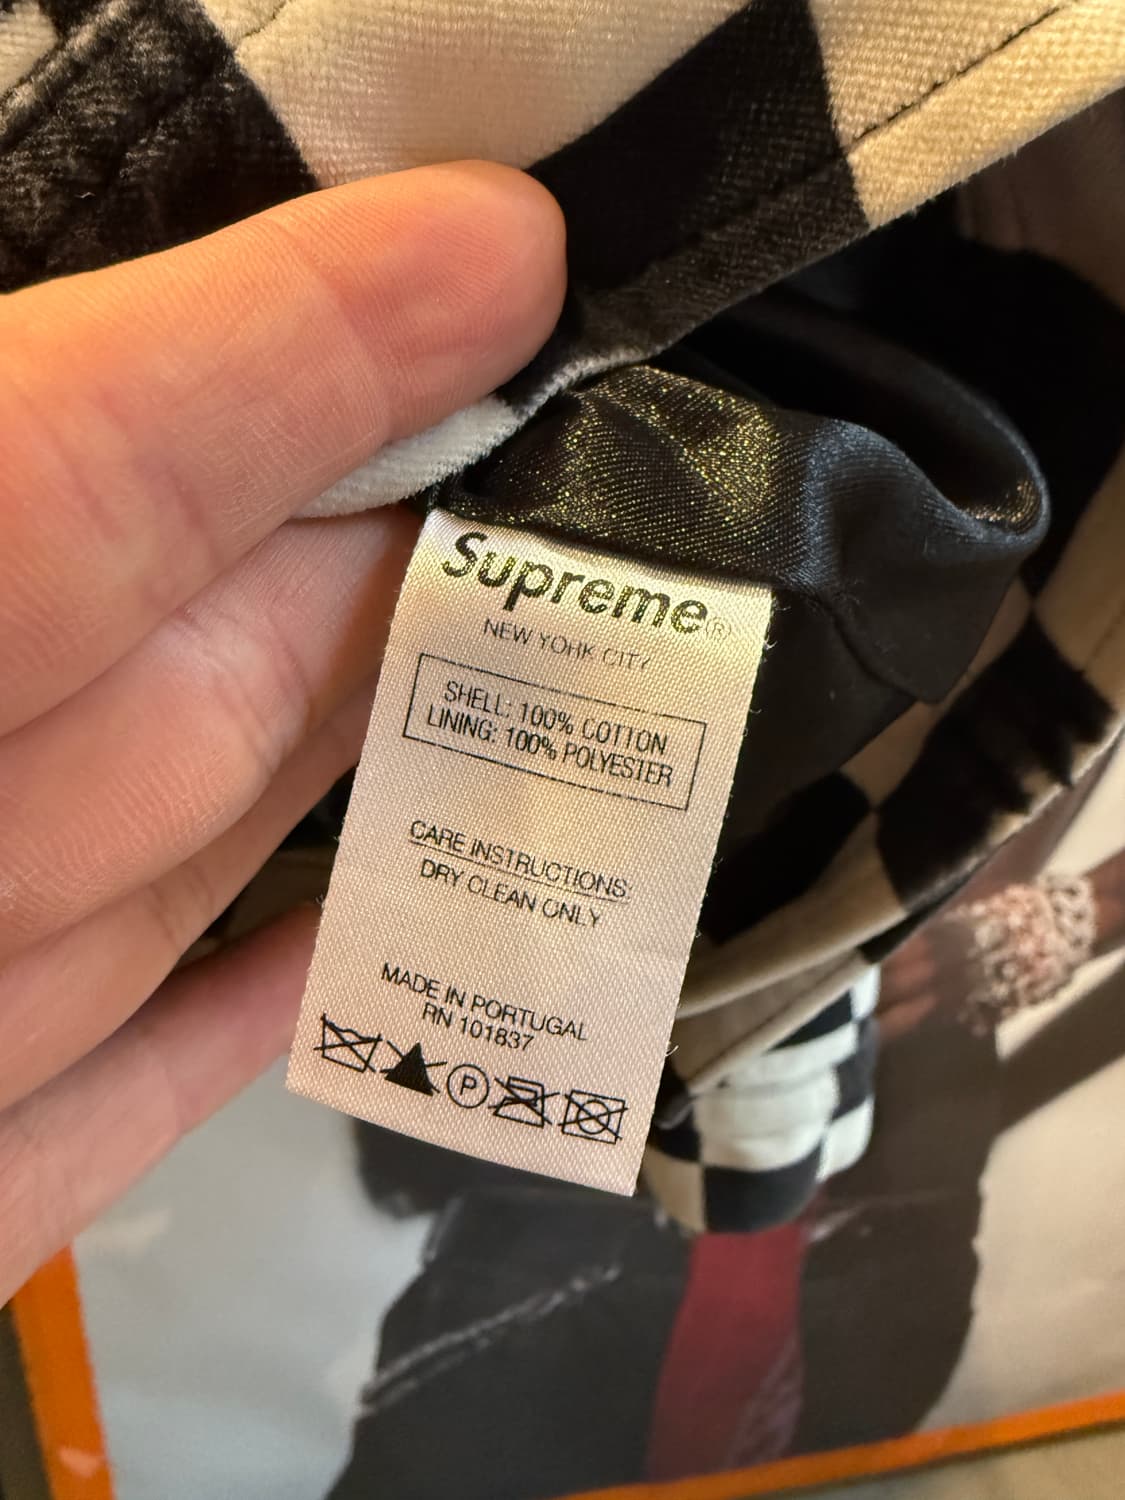 Supreme®
NEW YORK CITY
SHELL: 100% COTTON
LINING: 100% POLYESTER
CARE INSTRUCTIONS:
DRY CLEAN ONLY
MADE IN PORTUGAL
RN 101837
P